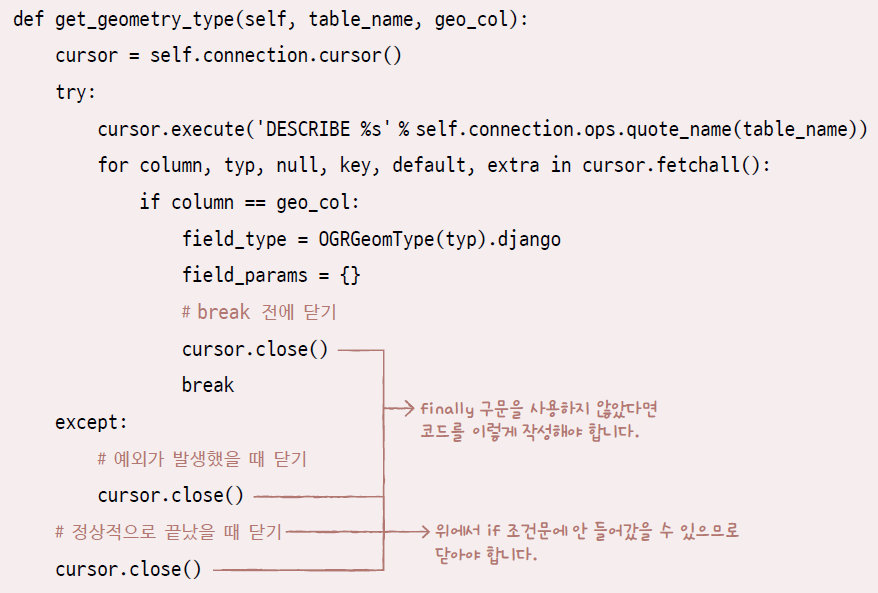 def get_geometry_type(self, table_name, geo_col):
    cursor = self.connection.cursor()
    try:
        cursor.execute('DESCRIBE %s' % self.connection.ops.quote_name(table_name))
        for column, typ, null, key, default, extra in cursor.fetchall():
            if column == geo_col:
                field_type = OGRGeomType(typ).django
                field_params = {}
                # break 전에 닫기
                cursor.close()
                break
finally 구문을 사용하지 않았다면
코드를 이렇게 작성해야 합니다.
    except:
        # 예외가 발생했을 때 닫기
        cursor.close()
    # 정상적으로 끝났을 때 닫기
위에서 if 조건문에 안 들어갔을 수 있으므로
닫아야 합니다.
    cursor.close()